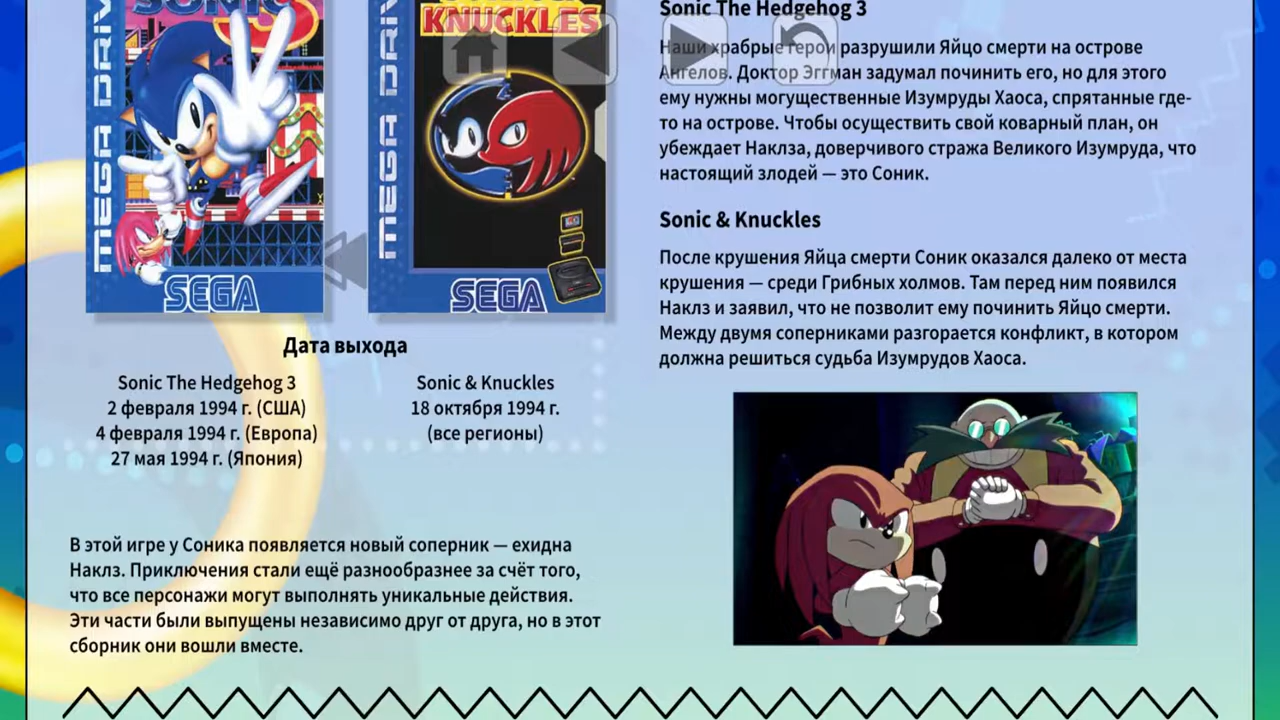 SONIC
3
MEGA DRIVE
SEGA
KNUCKLES
MEGA DRIVE
SEGA
Дата выхода
Sonic The Hedgehog 3
2 февраля 1994 г. (США)
4 февраля 1994 г. (Европа)
27 мая 1994 г. (Япония)
Sonic & Knuckles
18 октября 1994 г.
(все регионы)
В этой игре у Соника появляется новый соперник — ехидна
Наклз. Приключения стали ещё разнообразнее за счёт того,
что все персонажи могут выполнять уникальные действия.
Эти части были выпущены независимо друг от друга, но в этот
сборник они вошли вместе.
Sonic The Hedgehog 3
Наши храбрые герои разрушили Яйцо смерти на острове
Ангелов. Доктор Эггман задумал починить его, но для этого
ему нужны могущественные Изумруды Хаоса, спрятанные где-
то на острове. Чтобы осуществить свой коварный план, он
убеждает Наклза, доверчивого стража Великого Изумруда, что
настоящий злодей — это Соник.
Sonic & Knuckles
После крушения Яйца смерти Соник оказался далеко от места
крушения — среди Грибных холмов. Там перед ним появился
Наклз и заявил, что не позволит ему починить Яйцо смерти.
Между двумя соперниками разгорается конфликт, в котором
должна решиться судьба Изумрудов Хаоса.